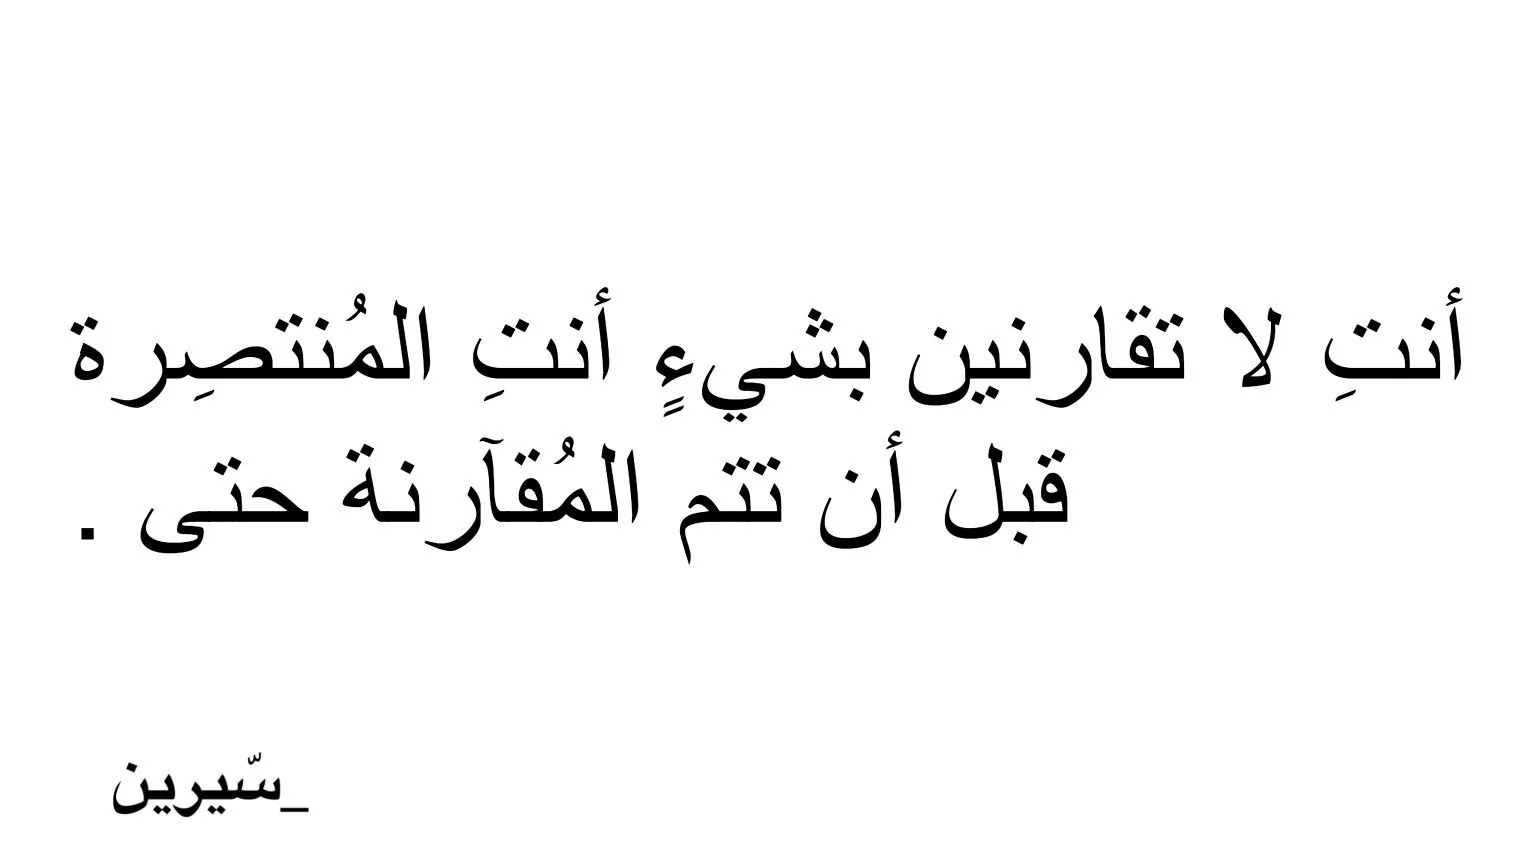 أنتِ لا تقارنين بشيءٍ أنتِ المُنتصِرة
قبل أن تتم المُقآرنة حتى .
_سّيرين